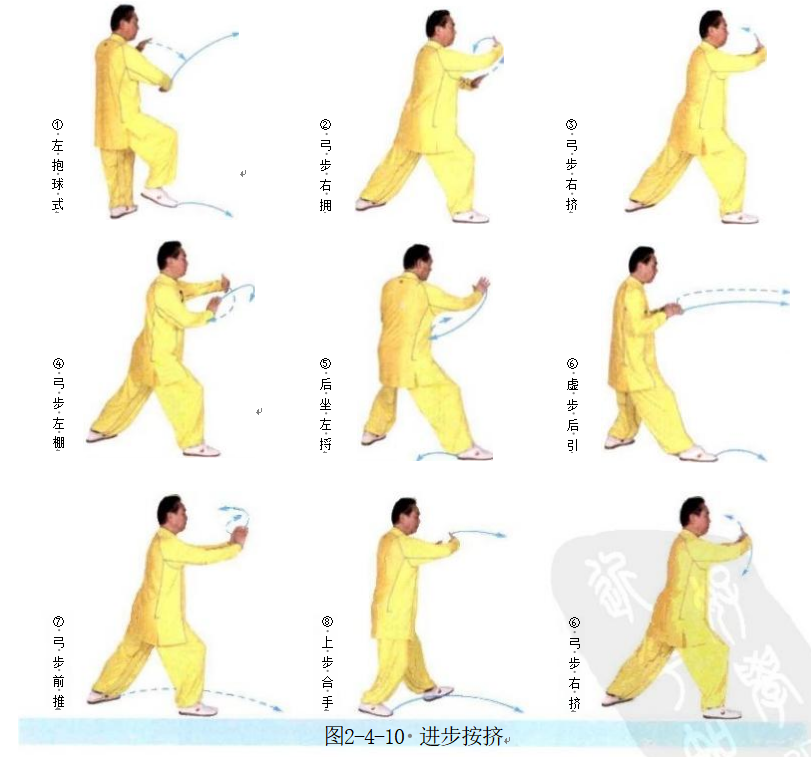 ①左抱球式
②弓步右拥
③弓步右挤
④弓步左棚
⑤后坐左捋
⑥虚步后引
⑦弓步前推
⑧上步合手
⑥弓步右挤
图2-4-10 进步按挤